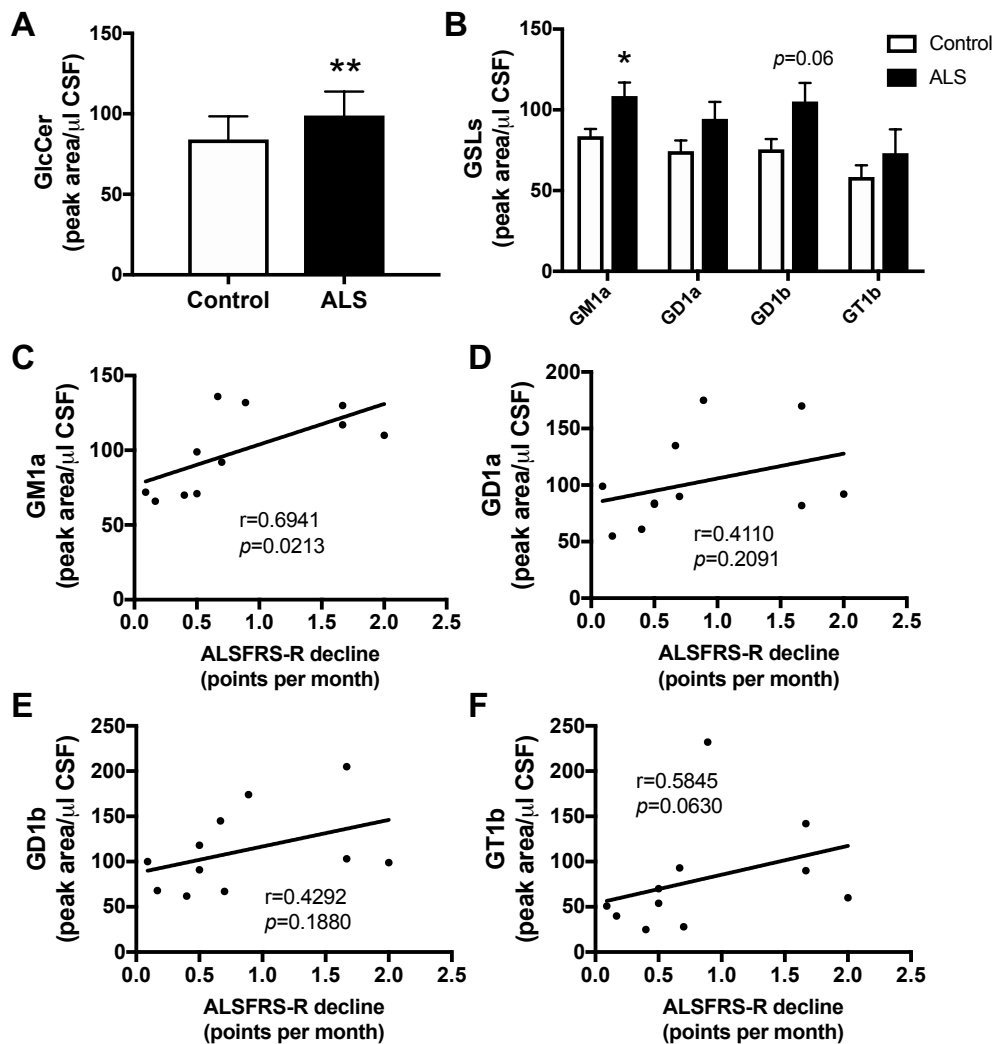 A
GlcCer
(peak area/μl CSF)
150
100
50
0
**
Control
ALS
B
GSLs
(peak area/μl CSF)
150
100
50
0
*
p=0.06
Control
ALS
GM1a
GD1a
GD1b
GT1b
C
GM1a
(peak area/μl CSF)
150
100
50
0
r=0.6941
p=0.0213
0.0 0.5 1.0 1.5 2.0 2.5
ALSFRS-R decline
(points per month)
D
GD1a
(peak area/μl CSF)
200
150
100
50
0
r=0.4110
p=0.2091
0.0 0.5 1.0 1.5 2.0 2.5
ALSFRS-R decline
(points per month)
E
GD1b
(peak area/μl CSF)
250
200
150
100
50
0
r=0.4292
p=0.1880
0.0 0.5 1.0 1.5 2.0 2.5
ALSFRS-R decline
(points per month)
F
GT1b
(peak area/μl CSF)
250
200
150
100
50
0
r=0.5845
p=0.0630
0.0 0.5 1.0 1.5 2.0 2.5
ALSFRS-R decline
(points per month)